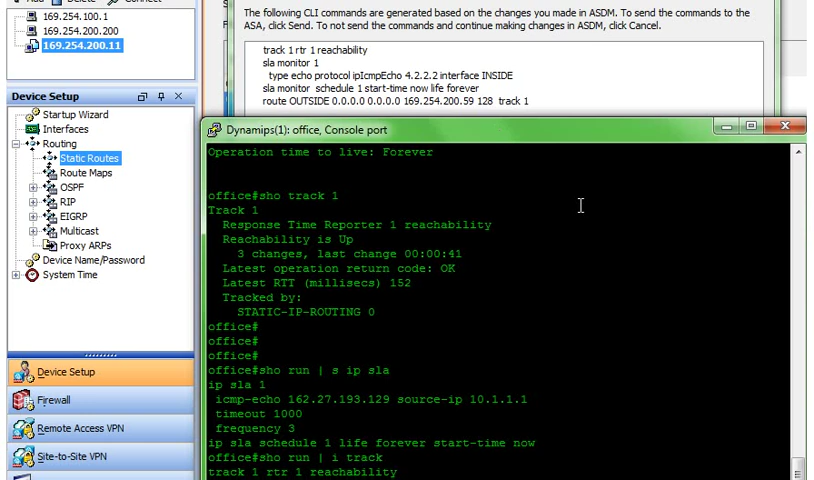 Add Delete Connect
169.254.100.1
169.254.200.200
169.254.200.11
Device Setup
Startup Wizard
Interfaces
Routing
Static Routes
Route Maps
OSPF
RIP
EIGRP
Multicast
Proxy ARPs
Device Name/Password
System Time
Device Setup
Firewall
Remote Access VPN
Site-to-Site VPN
The following CLI commands are generated based on the changes you made in ASDM. To send the commands to the
ASA, click Send. To not send the commands and continue making changes in ASDM, click Cancel.
track 1 rtr 1 reachability
sla monitor 1
type echo protocol ipIcmpEcho 4.2.2.2 interface INSIDE
sla monitor schedule 1 start-time now life forever
route OUTSIDE 0.0.0.0 0.0.0.0 169.254.200.59 128 track 1
Dynamips(1): office, Console port
Operation time to live: Forever
office#sho track 1
Track 1
Response Time Reporter 1 reachability
Reachability is Up
3 changes, last change 00:00:41
Latest operation return code: OK
Latest RTT (millisecs) 152
Tracked by:
STATIC-IP-ROUTING 0
office#
office#
office#
office#sho run | s ip sla
ip sla 1
icmp-echo 162.27.193.129 source-ip 10.1.1.1
timeout 1000
frequency 3
ip sla schedule 1 life forever start-time now
office#sho run | i track
track 1 rtr 1 reachability